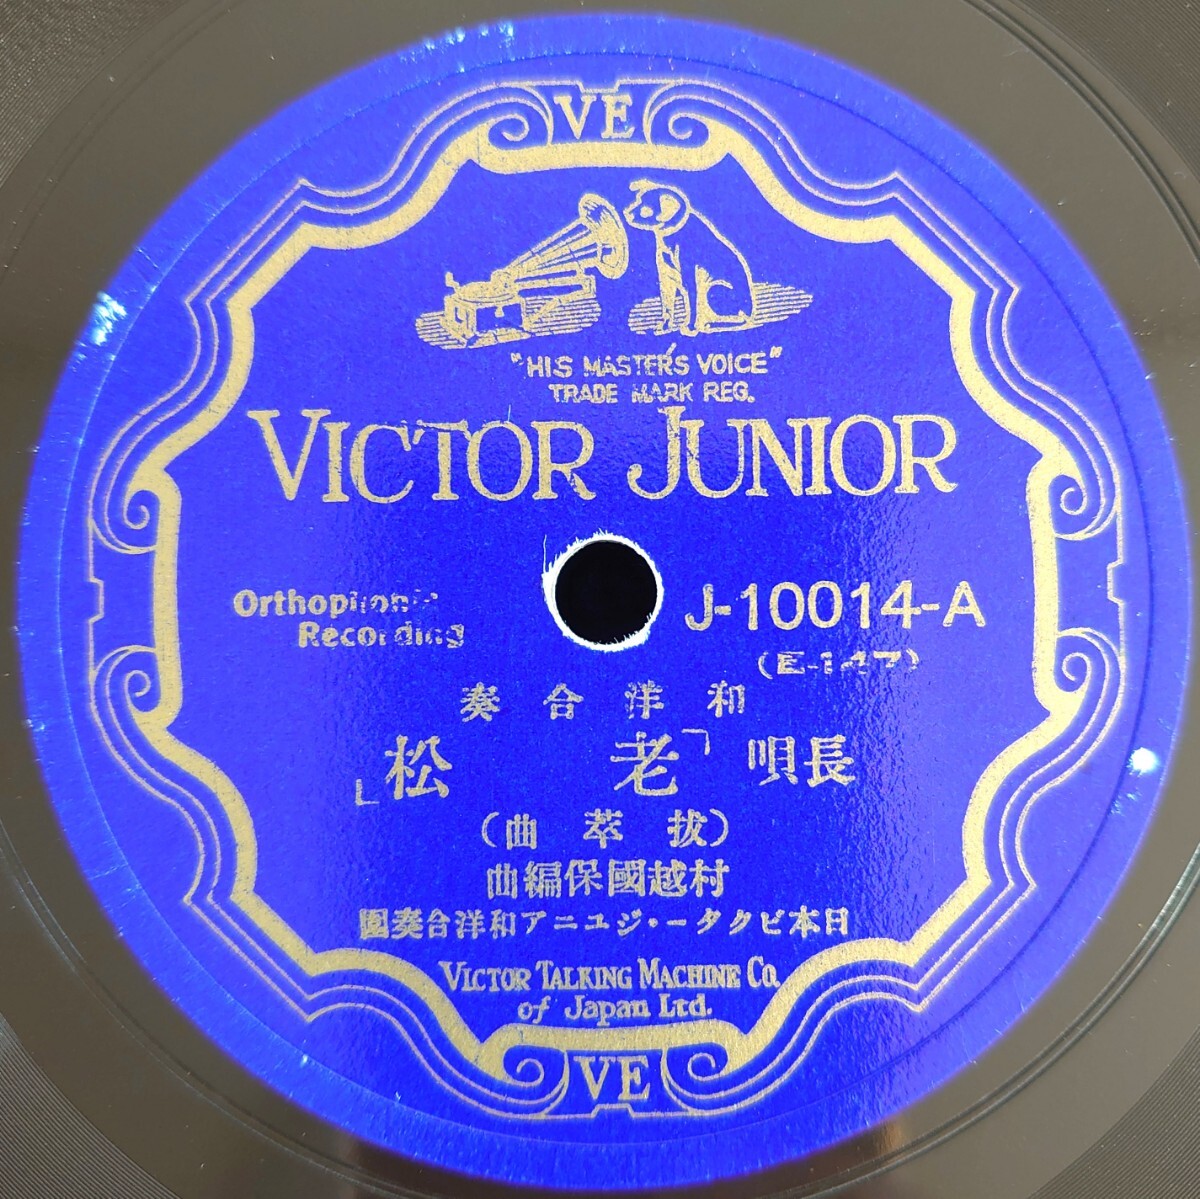 VE
"HIS MASTER'S VOICE"
TRADE MARK REG.
VICTOR JUNIOR
Orthophonic
Recording
J-10014-A
(E-147)
和洋合奏
長唄「老松」
(抜萃曲)
村越國保編曲
日本ビクター・ジユニア和洋合奏團
VICTOR TALKING MACHINE CO.
of Japan Ltd.
VE